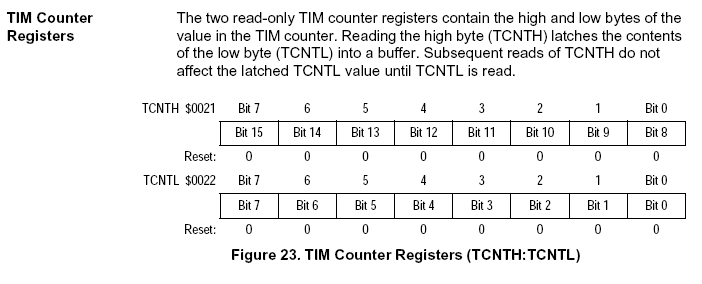 TIM Counter
Registers
The two read-only TIM counter registers contain the high and low bytes of the
value in the TIM counter. Reading the high byte (TCNTH) latches the contents
of the low byte (TCNTL) into a buffer. Subsequent reads of TCNTH do not
affect the latched TCNTL value until TCNTL is read.
TCNTH $0021 Bit 7 6 5 4 3 2 1 Bit 0
Bit 15 Bit 14 Bit 13 Bit 12 Bit 11 Bit 10 Bit 9 Bit 8
Reset: 0 0 0 0 0 0 0 0
TCNTL $0022 Bit 7 6 5 4 3 2 1 Bit 0
Bit 7 Bit 6 Bit 5 Bit 4 Bit 3 Bit 2 Bit 1 Bit 0
Reset: 0 0 0 0 0 0 0 0
Figure 23. TIM Counter Registers (TCNTH:TCNTL)